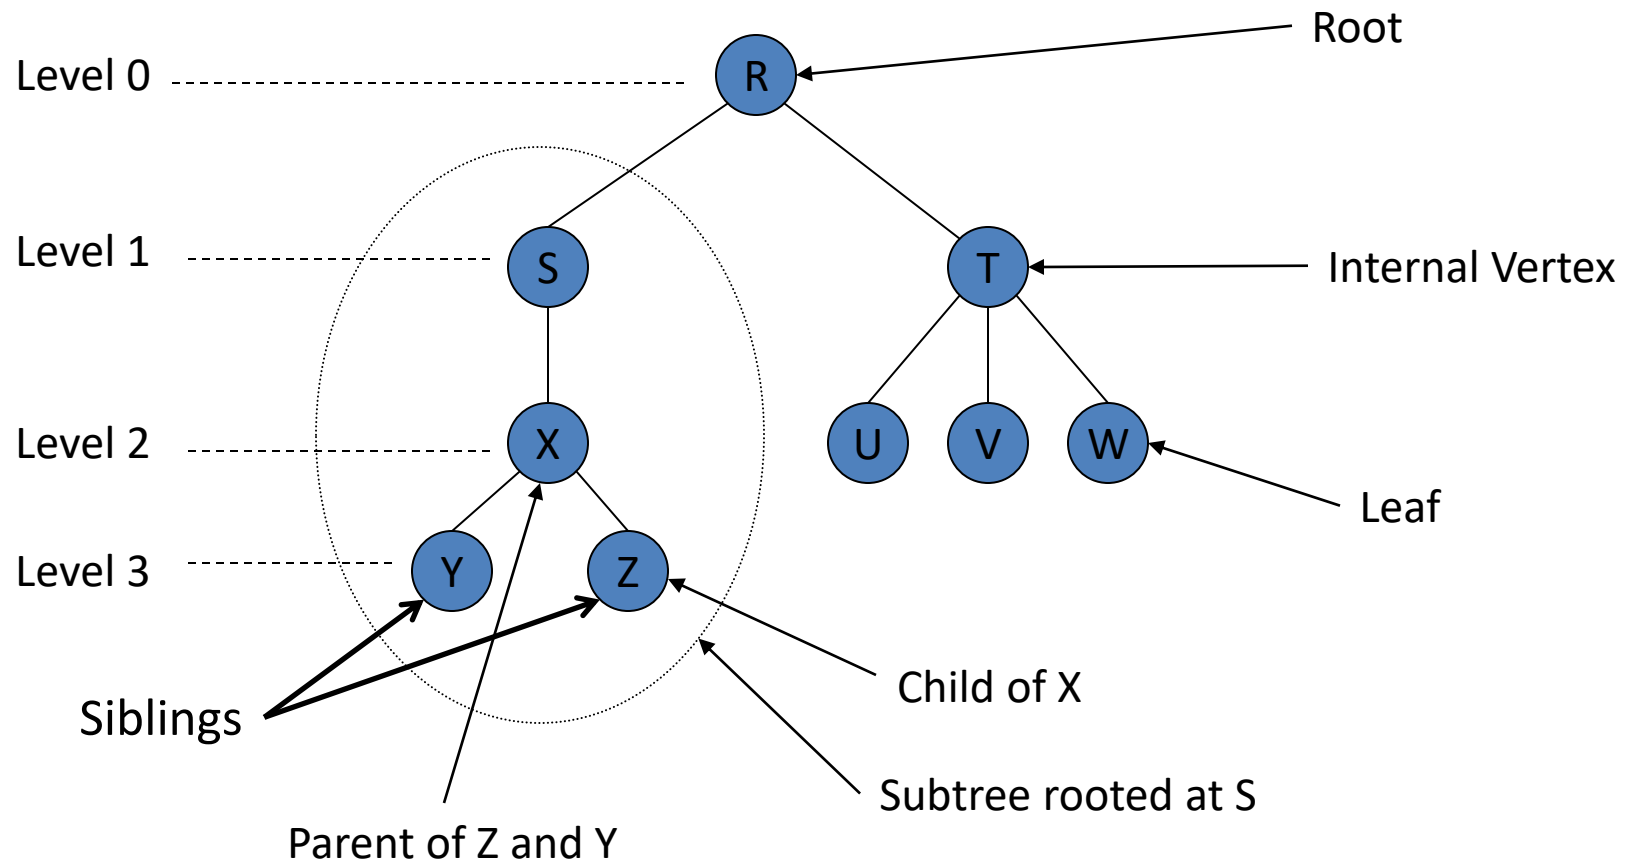 Root
Level 0
R
Level 1
S
T
Internal Vertex
Level 2
X
U
V
W
Leaf
Level 3
Y
Z
Child of X
Siblings
Subtree rooted at S
Parent of Z and Y